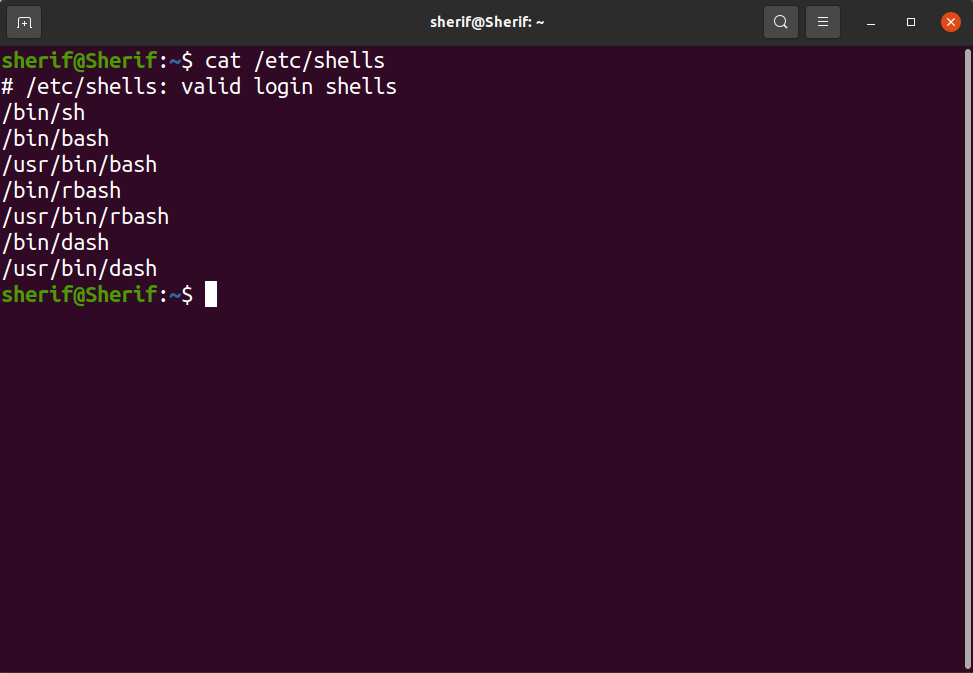 sherif@Sherif: ~
sherif@Sherif:~$ cat /etc/shells
# /etc/shells: valid login shells
/bin/sh
/bin/bash
/usr/bin/bash
/bin/rbash
/usr/bin/rbash
/bin/dash
/usr/bin/dash
sherif@Sherif:~$